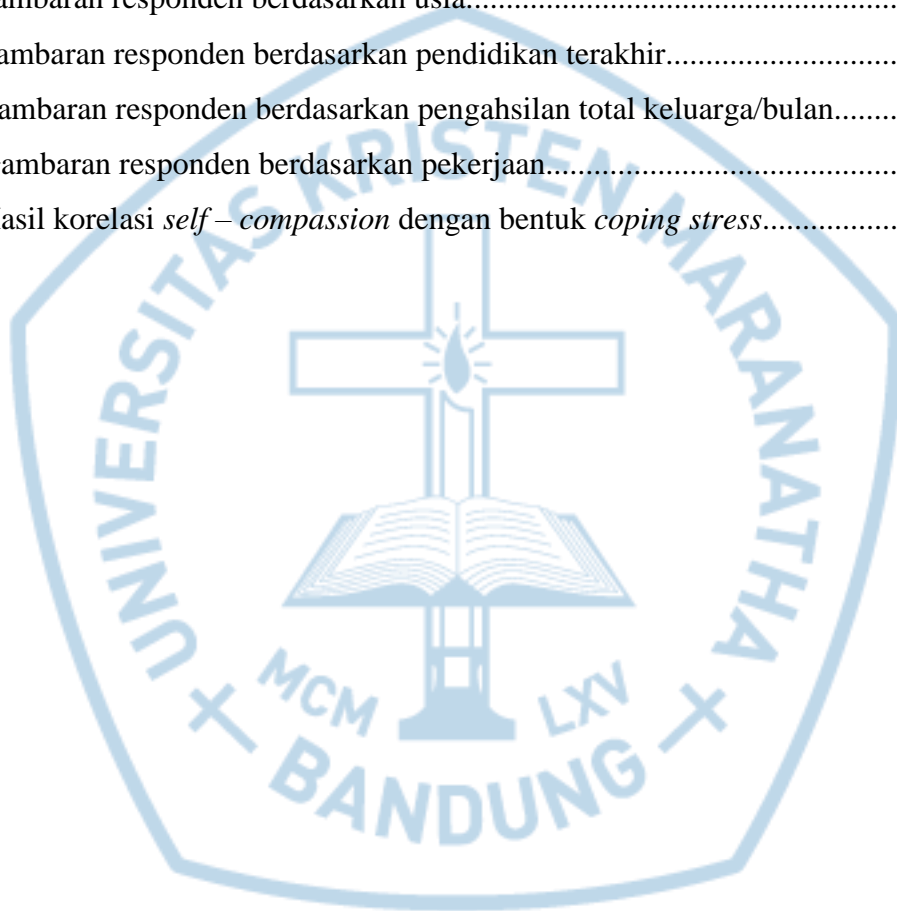 ambaran responden berdasarkan usia
ambaran responden berdasarkan pendidikan terakhir
ambaran responden berdasarkan pengahsilan total keluarga/bulan
ambaran responden berdasarkan pekerjaan
asil korelasi self – compassion dengan bentuk coping stress
UNIVERSITAS KRISTEN MARANATHA
MCM LXV
BANDUNG